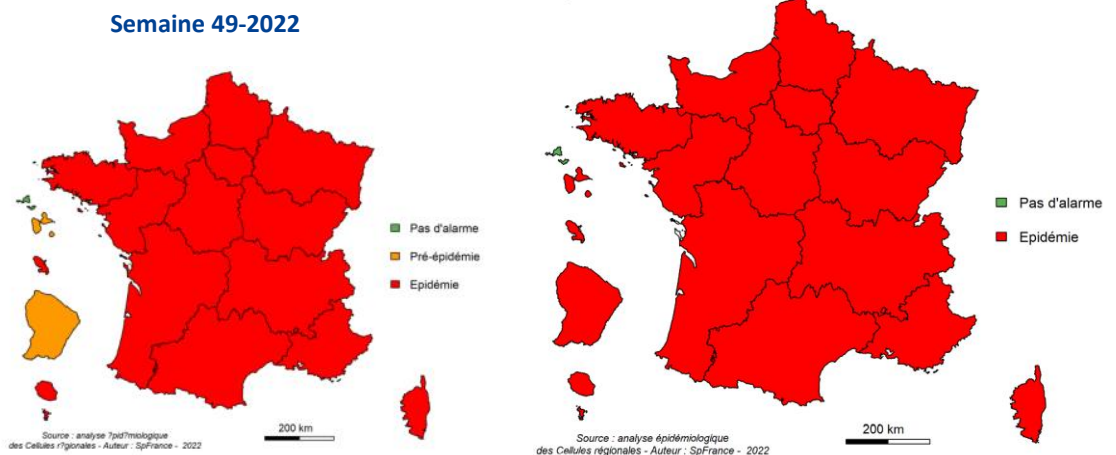 Semaine 49-2022
Pas d'alarme
Pré-épidémie
Epidémie
200 km
Source : analyse ?pid?miologique
des Cellules r?gionales - Auteur : SpFrance - 2022
Pas d'alarme
Epidémie
200 km
Source : analyse épidémiologique
des Cellules régionales - Auteur : SpFrance - 2022